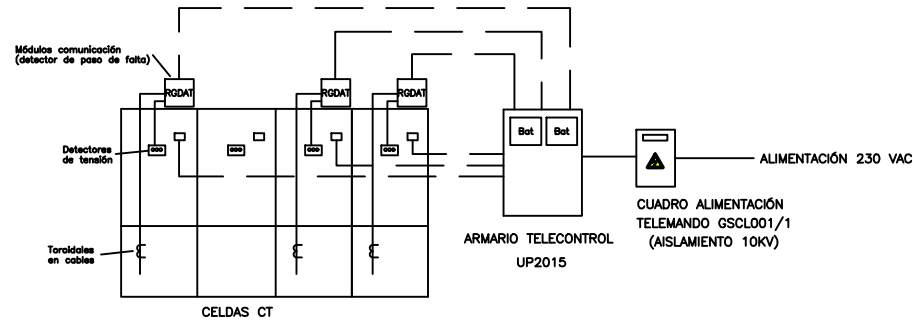 Módulos comunicación
(detector de paso de falta)
RGDAT
RGDAT
RGDAT
Detectores
de tensión
Bat
Bat
ALIMENTACIÓN 230 VAC
CUADRO ALIMENTACIÓN
TELEMANDO GSCL001/1
(AISLAMIENTO 10KV)
ARMARIO TELECONTROL
UP2015
Toroidales
en cables
CELDAS CT